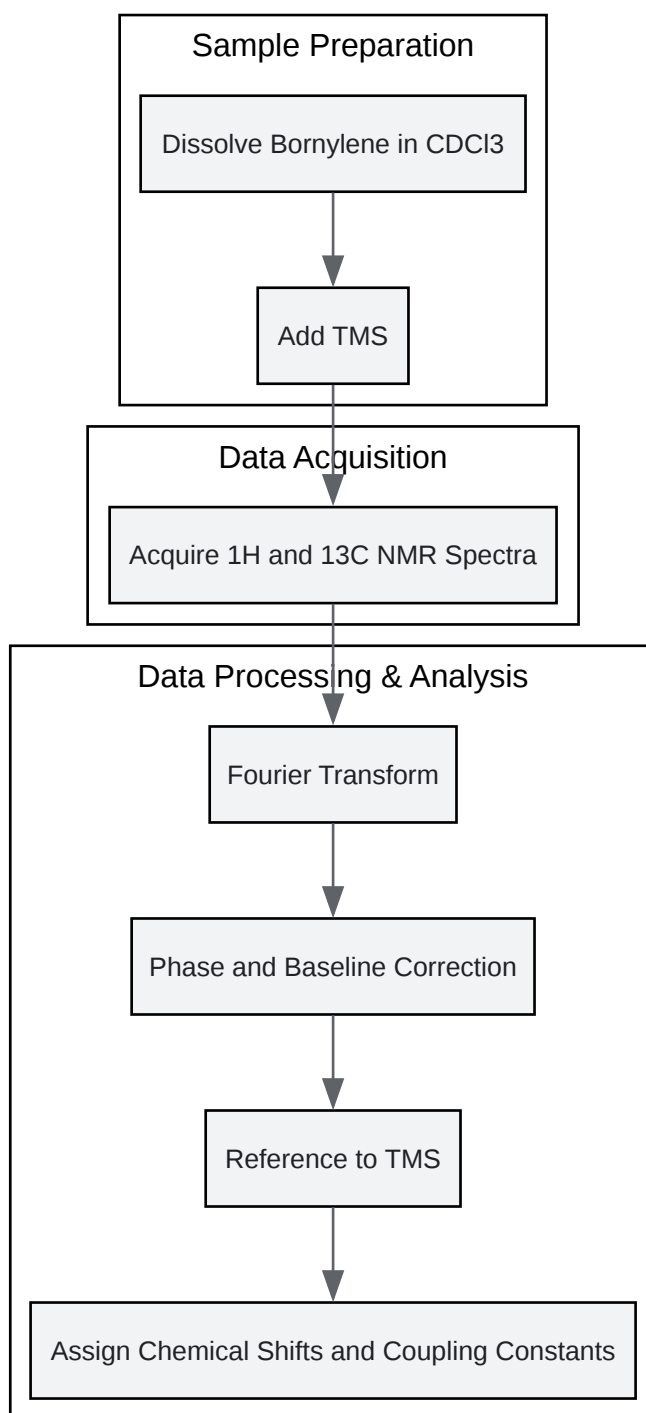 Sample Preparation
Dissolve Bornylene in CDCl3
Add TMS
Data Acquisition
Acquire 1H and 13C NMR Spectra
Data Processing & Analysis
Fourier Transform
Phase and Baseline Correction
Reference to TMS
Assign Chemical Shifts and Coupling Constants